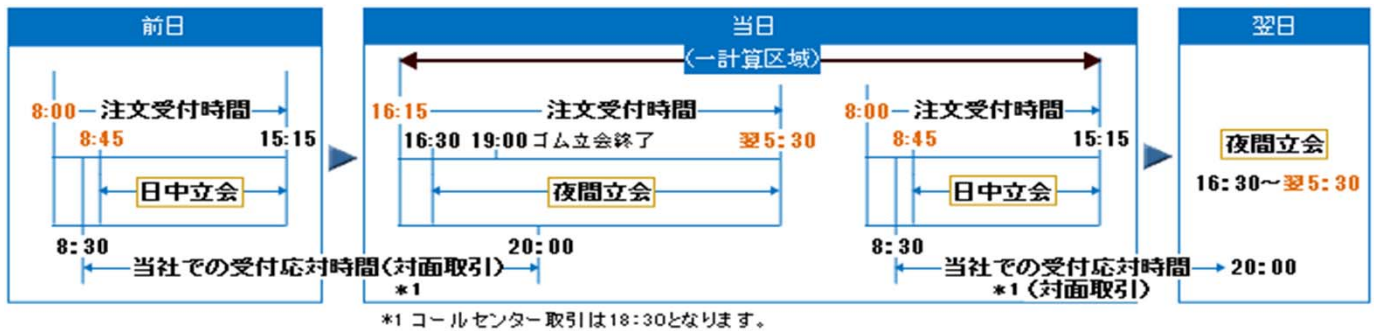 前日
8:00 注文受付時間
8:45 15:15
日中立会
8:30
当社での受付応対時間(対面取引)
*1
当日
(一計算区域)
16:15 注文受付時間
16:30 19:00 ゴム立会終了 翌5:30
夜間立会
20:00
8:00 注文受付時間
8:45 15:15
日中立会
8:30
当社での受付応対時間 20:00
*1(対面取引)
翌日
夜間立会
16:30~翌5:30
*1 コールセンター取引は18:30となります。